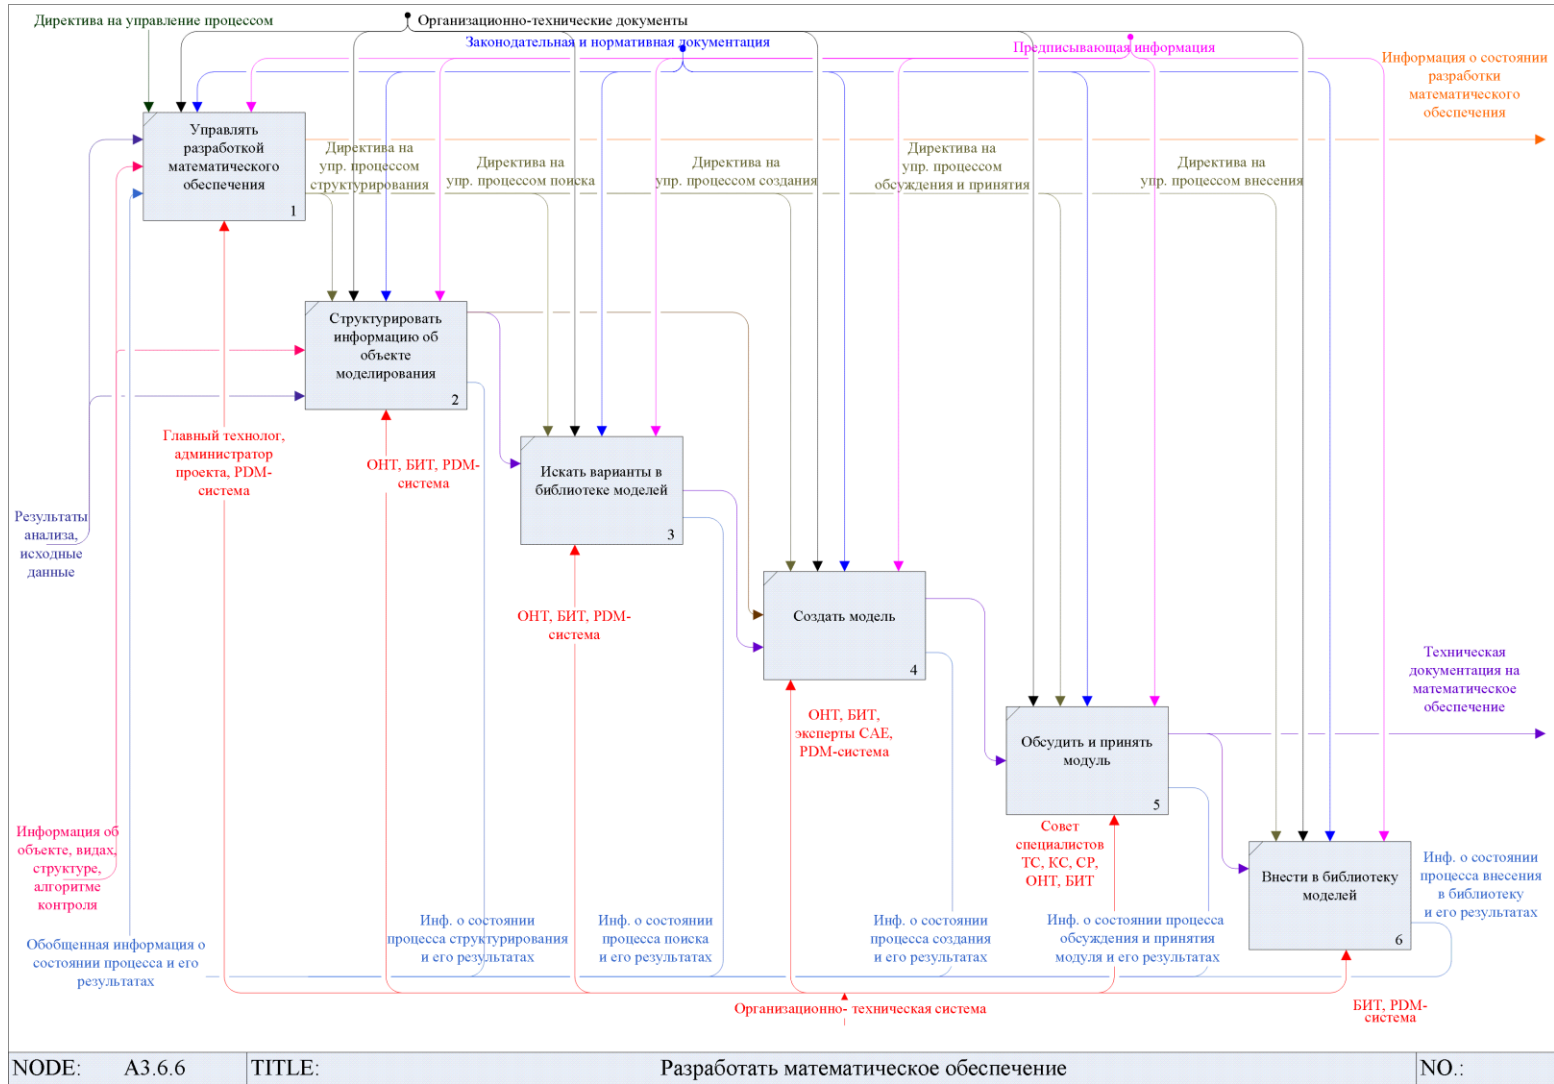 Директива на управление процессом
Организационно-технические документы
Законодательная и нормативная документация
Предписывающая информация
Информация о состоянии
разработки
математического
обеспечения
Управлять
разработкой
математического
обеспечения
1
Директива на
упр. процессом
структурирования
Директива на
упр. процессом поиска
Директива на
упр. процессом создания
Директива на
упр. процессом
обсуждения и принятия
Директива на
упр. процессом внесения
Структурировать
информацию об
объекте
моделирования
2
Главный технолог,
администратор
проекта, PDM-
система
ОНТ, БИТ, PDM-
система
Искать варианты в
библиотеке моделей
3
Результаты
анализа,
исходные
данные
ОНТ, БИТ, PDM-
система
Создать модель
4
Техническая
документация на
математическое
обеспечение
ОНТ, БИТ,
эксперты CAE,
PDM-система
Обсудить и принять
модуль
5
Информация об
объекте, видах,
структуре,
алгоритме
контроля
Совет
специалистов
ТС, КС, СР,
ОНТ, БИТ
Внести в библиотеку
моделей
6
Инф. о состоянии
процесса внесения
в библиотеку
и его результатах
Обобщенная информация о
состоянии процесса и его
результатах
Инф. о состоянии
процесса структурирования
и его результатах
Инф. о состоянии
процесса поиска
и его результатах
Инф. о состоянии
процесса создания
и его результатах
Инф. о состоянии процесса
обсуждения и принятия
модуля и его результатах
Организационно- техническая система
БИТ, PDM-
система
NODE: A3.6.6 TITLE: Разработать математическое обеспечение NO.: